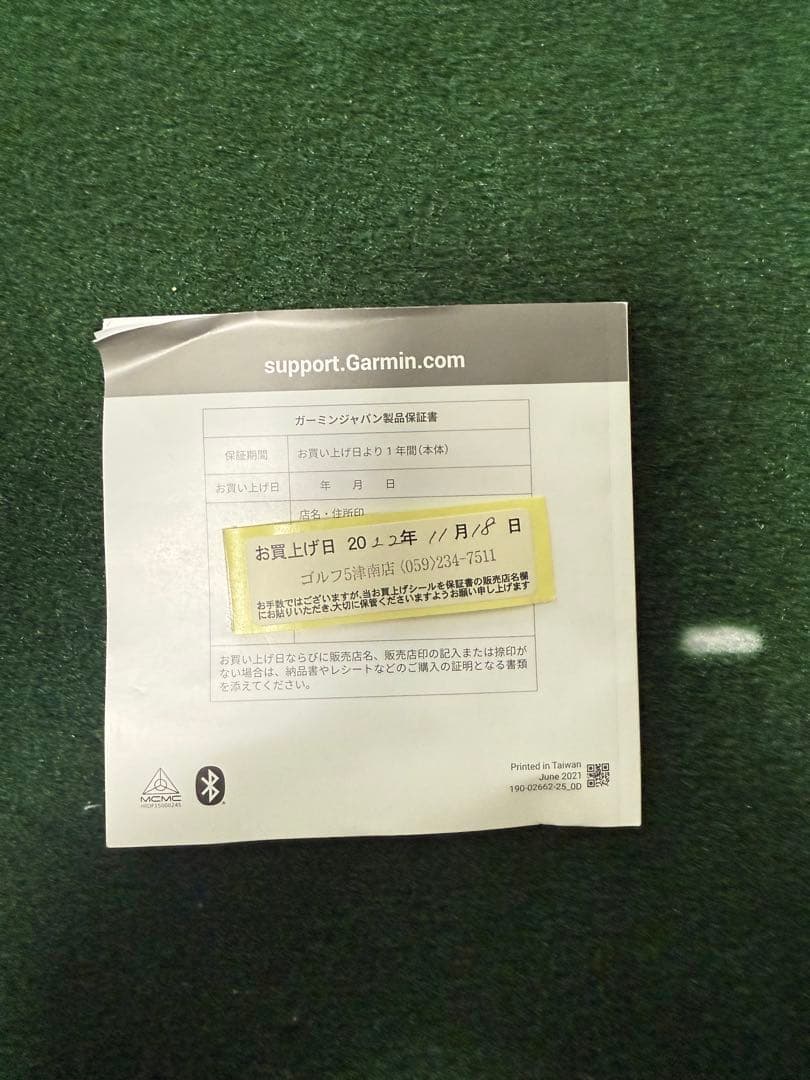 support.Garmin.com
ガーミンジャパン製品保証書
保証期間 お買い上げ日より1年間(本体)
お買い上げ日 年 月 日
店名・住所印
お買上げ日 2022年 11月18日
ゴルフ5津南店 (059)234-7511
お手数ではございますが、当お買上げシールを保証書の販売店名欄
にお貼りいただき、大切に保管くださいますようお願い申し上げます
お買い上げ日ならびに販売店名、販売店印の記入または捺印が
ない場合は、納品書やレシートなどのご購入の証明となる書類
を添えてください。
MCMC
Printed in Taiwan
June 2021
190-02662-25_0D